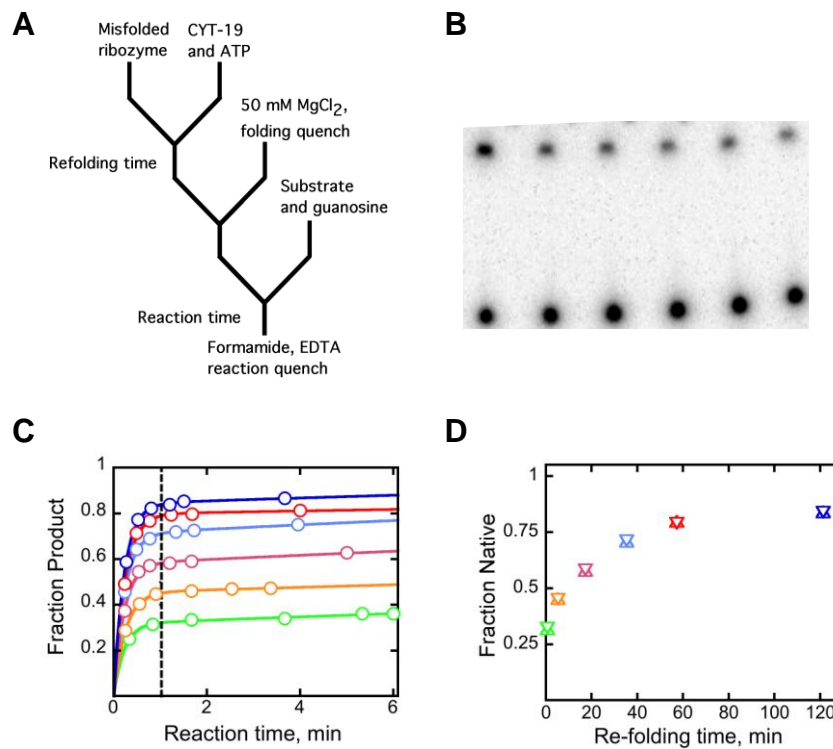 A
Misfolded
ribozyme
CYT-19
and ATP
50 mM MgCl2,
folding quench
Refolding time
Substrate
and guanosine
Reaction time
Formamide, EDTA
reaction quench
B
C
1
0.8
0.6
0.4
0.2
0 2 4 6
Fraction Product
Reaction time, min
D
1
0.75
0.5
0.25
0 20 40 60 80 100 120
Fraction Native
Re-folding time, min